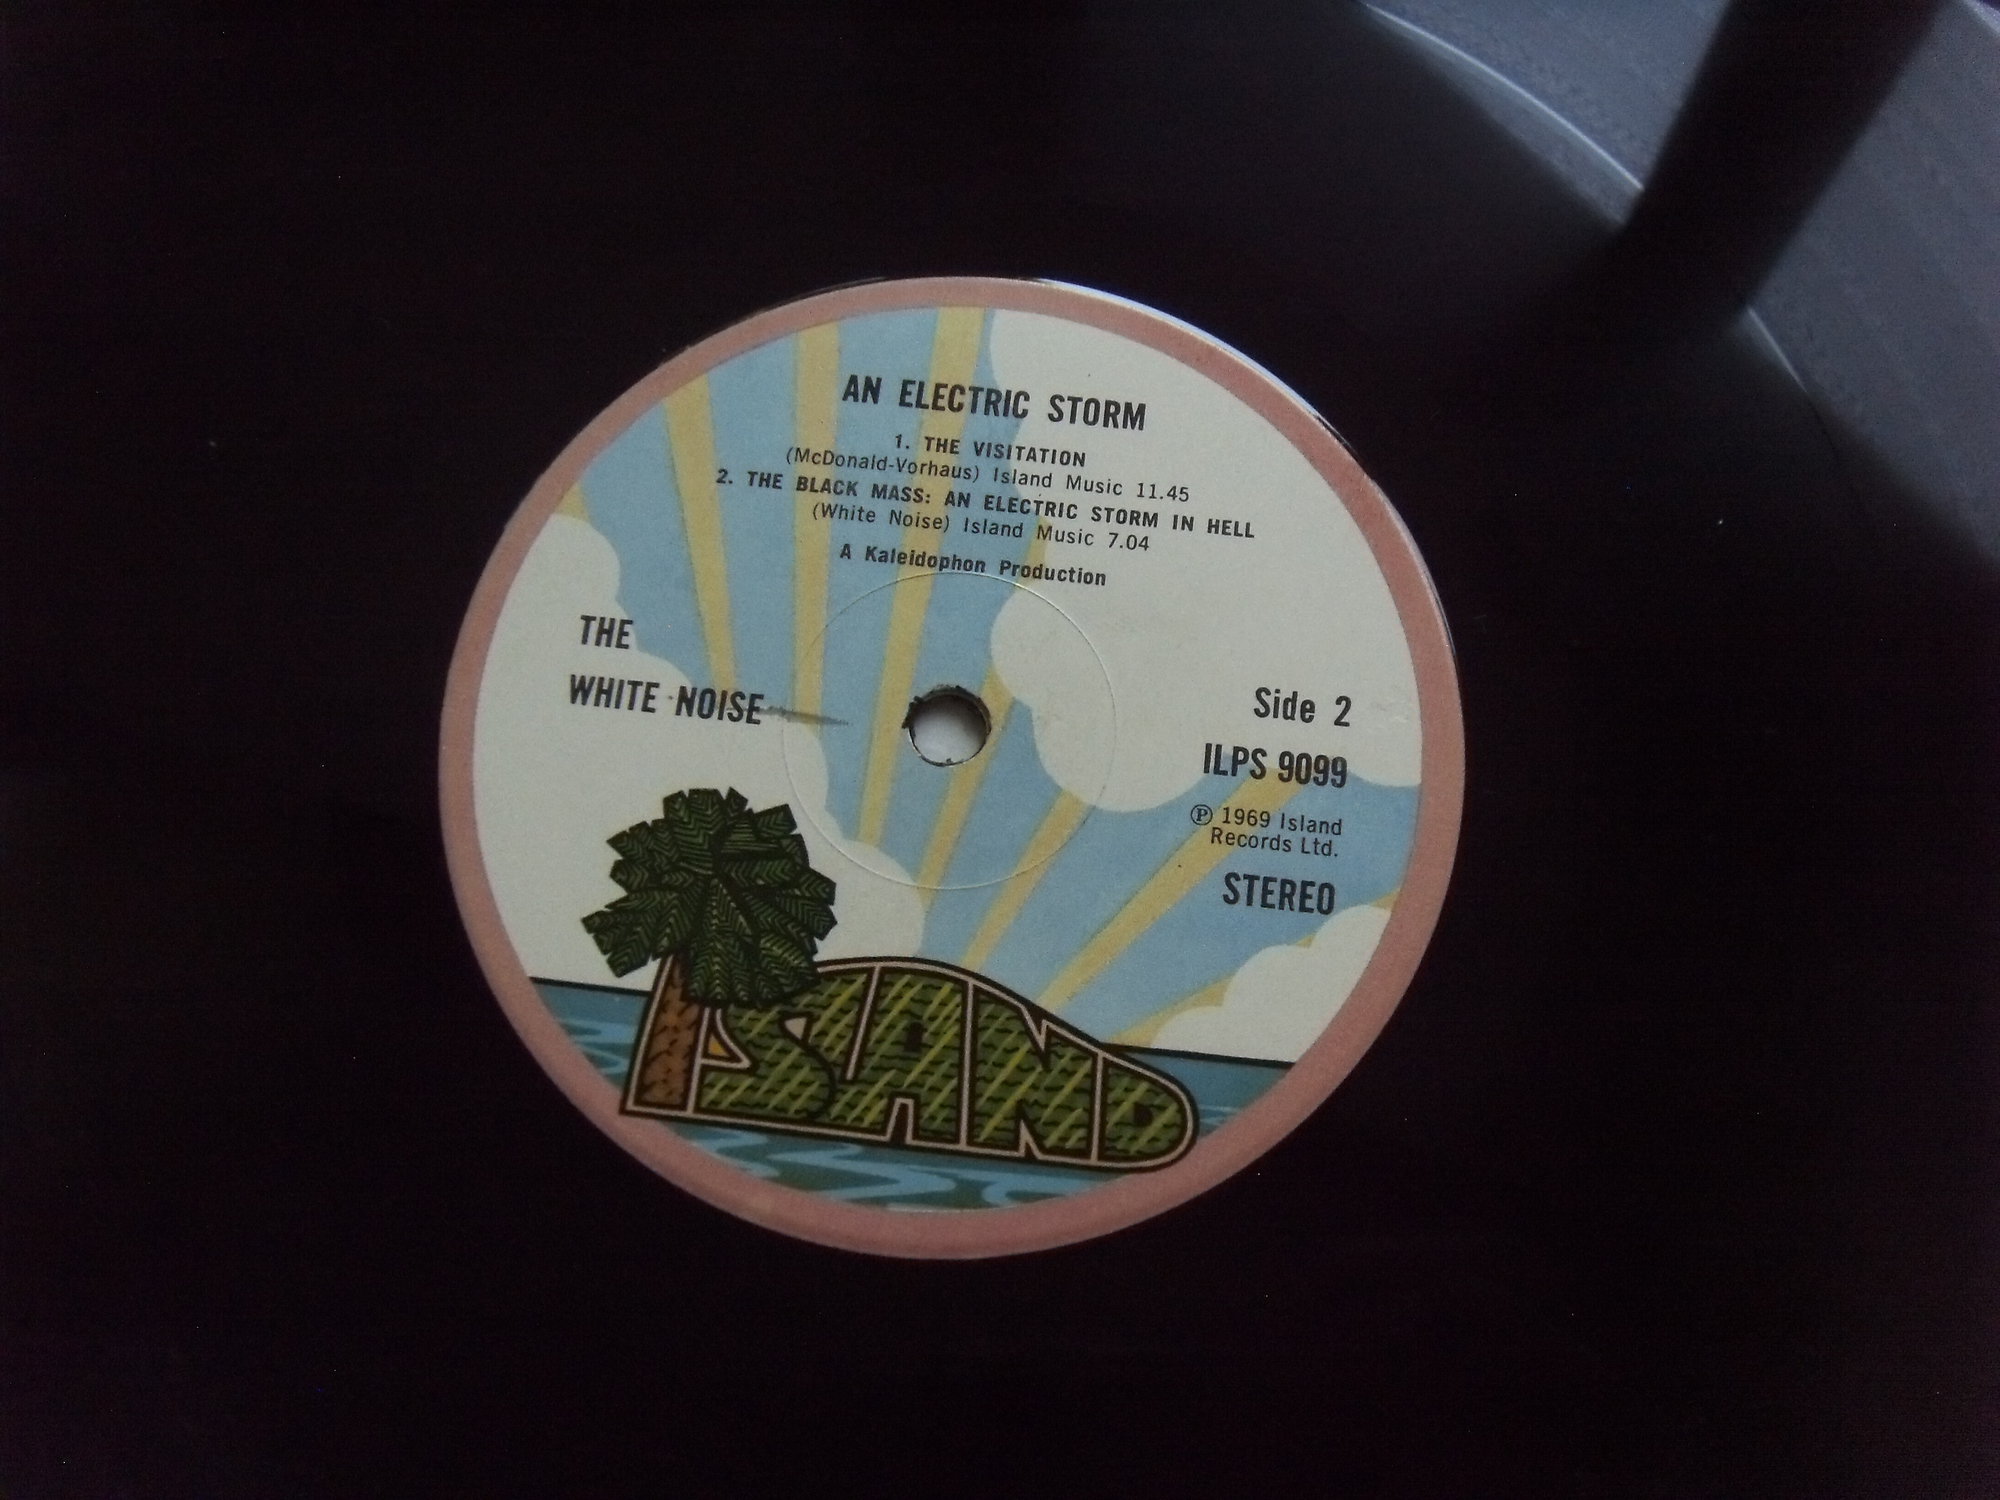 AN ELECTRIC STORM
1. THE VISITATION
(McDonald-Vorhaus) Island Music 11.45
2. THE BLACK MASS: AN ELECTRIC STORM IN HELL
(White Noise) Island Music 7.04
A Kaleidophon Production
THE
WHITE NOISE
Side 2
ILPS 9099
Ⓟ 1969 Island
Records Ltd.
STEREO
ISLAND